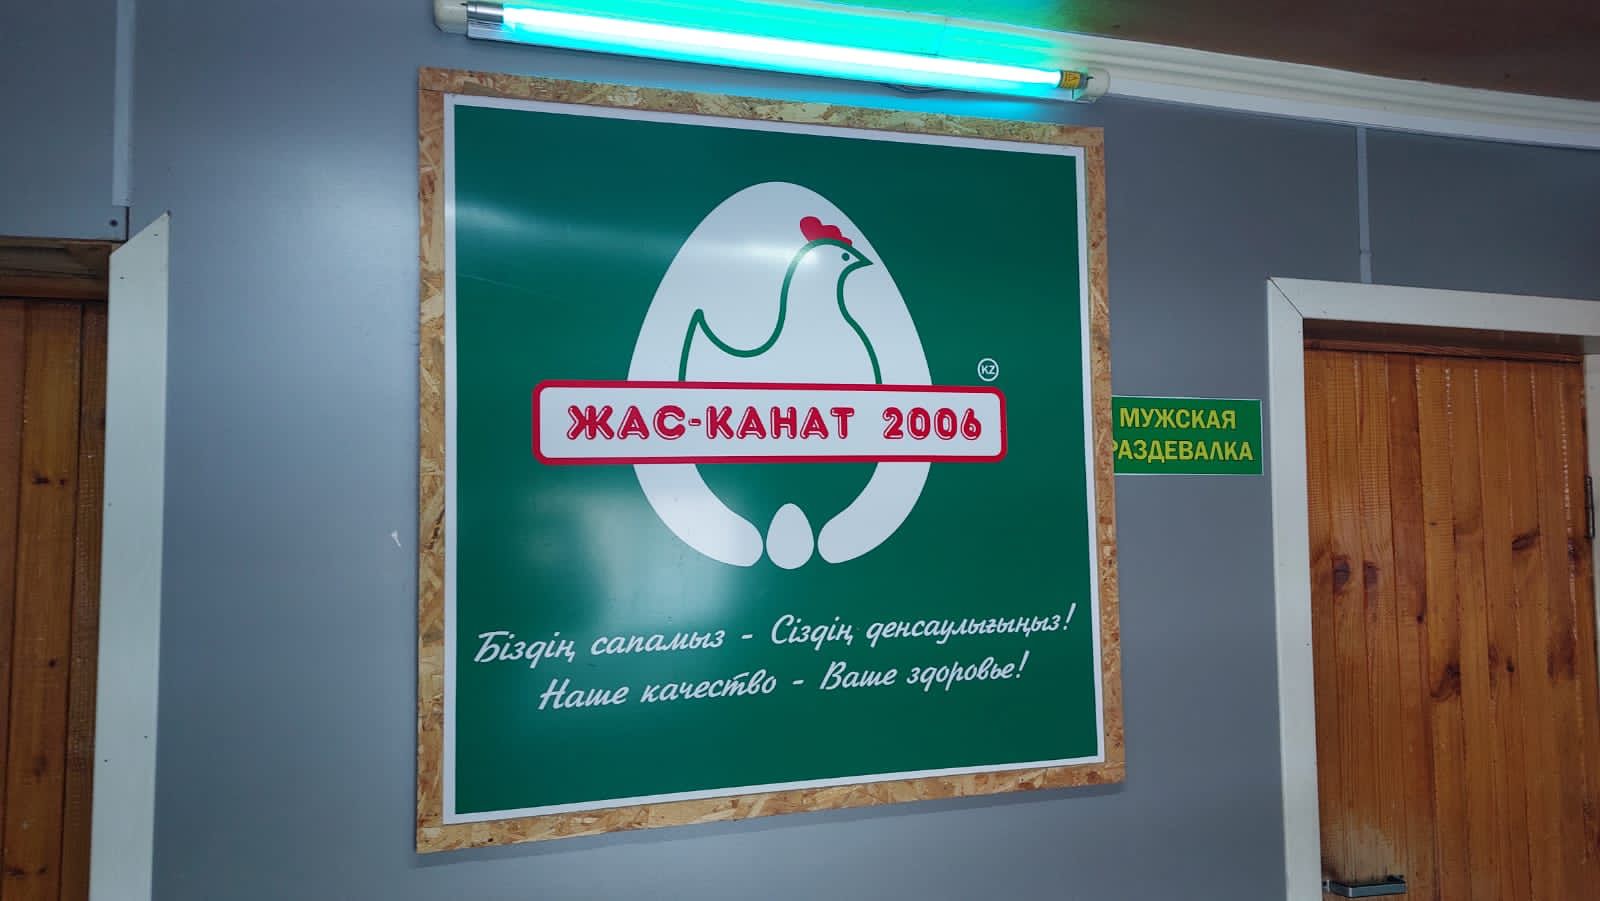 KZ
ЖАС-КАНАТ 2006
Біздің сапамыз - Сіздің денсаулығыңыз!
Наше качество - Ваше здоровье!
МУЖСКАЯ
РАЗДЕВАЛКА